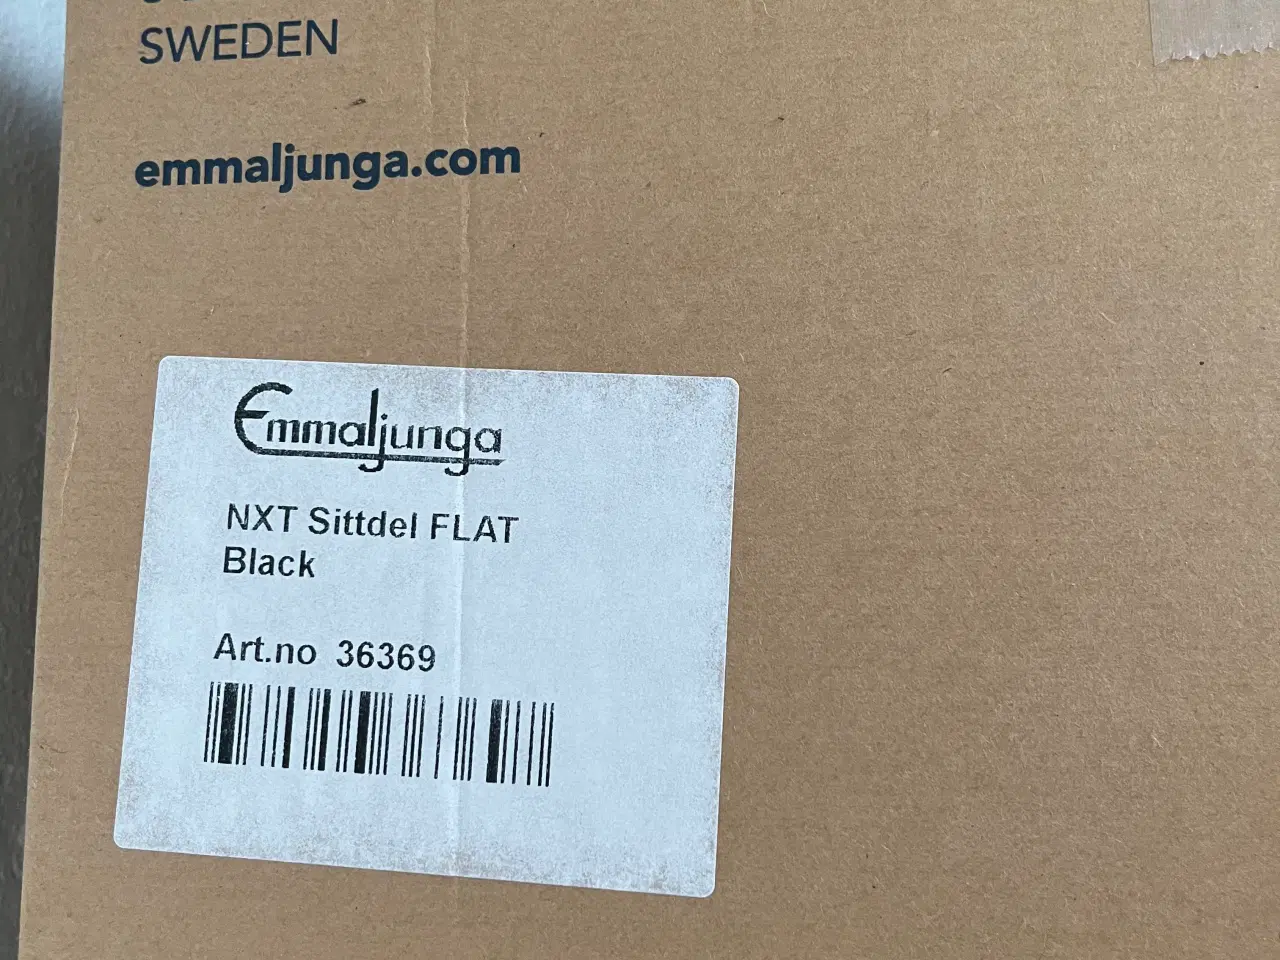 SWEDEN
emmaljunga.com
Emmaljunga
NXT Sittdel FLAT
Black
Art.no 36369